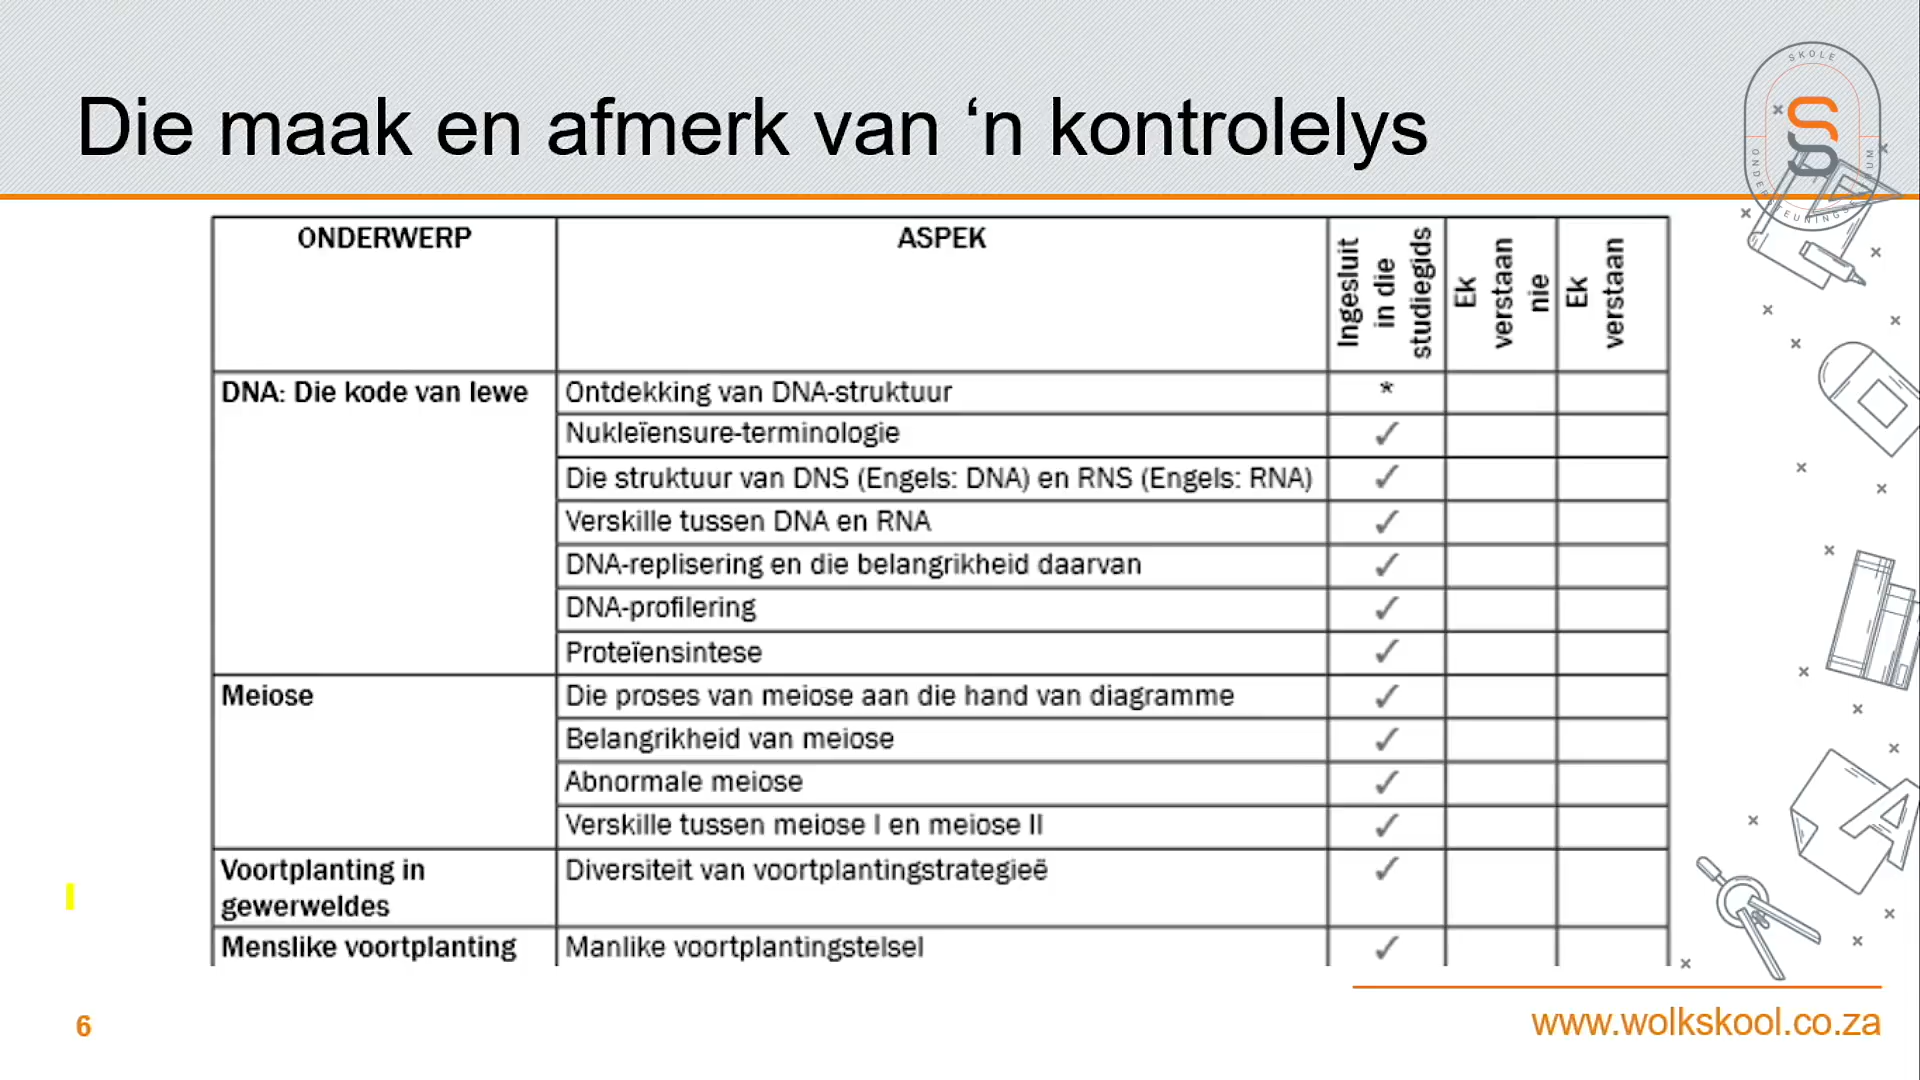 Die maak en afmerk van ‘n kontrolelys
SKOLE
ONDERSTEUNINGSENTRUM
ONDERWERP
ASPEK
Ingesluit
in die
studiegids
Ek
verstaan
nie
Ek
verstaan
DNA: Die kode van lewe
Ontdekking van DNA-struktuur
*
Nukleïensure-terminologie ✓
Die struktuur van DNS (Engels: DNA) en RNS (Engels: RNA) ✓
Verskille tussen DNA en RNA ✓
DNA-replisering en die belangrikheid daarvan ✓
DNA-profilering ✓
Proteïensintese ✓
Meiose
Die proses van meiose aan die hand van diagramme ✓
Belangrikheid van meiose ✓
Abnormale meiose ✓
Verskille tussen meiose I en meiose II ✓
Voortplanting in
gewerweldes
Diversiteit van voortplantingstrategieë ✓
Menslike voortplanting
Manlike voortplantingstelsel ✓
6
www.wolkskool.co.za